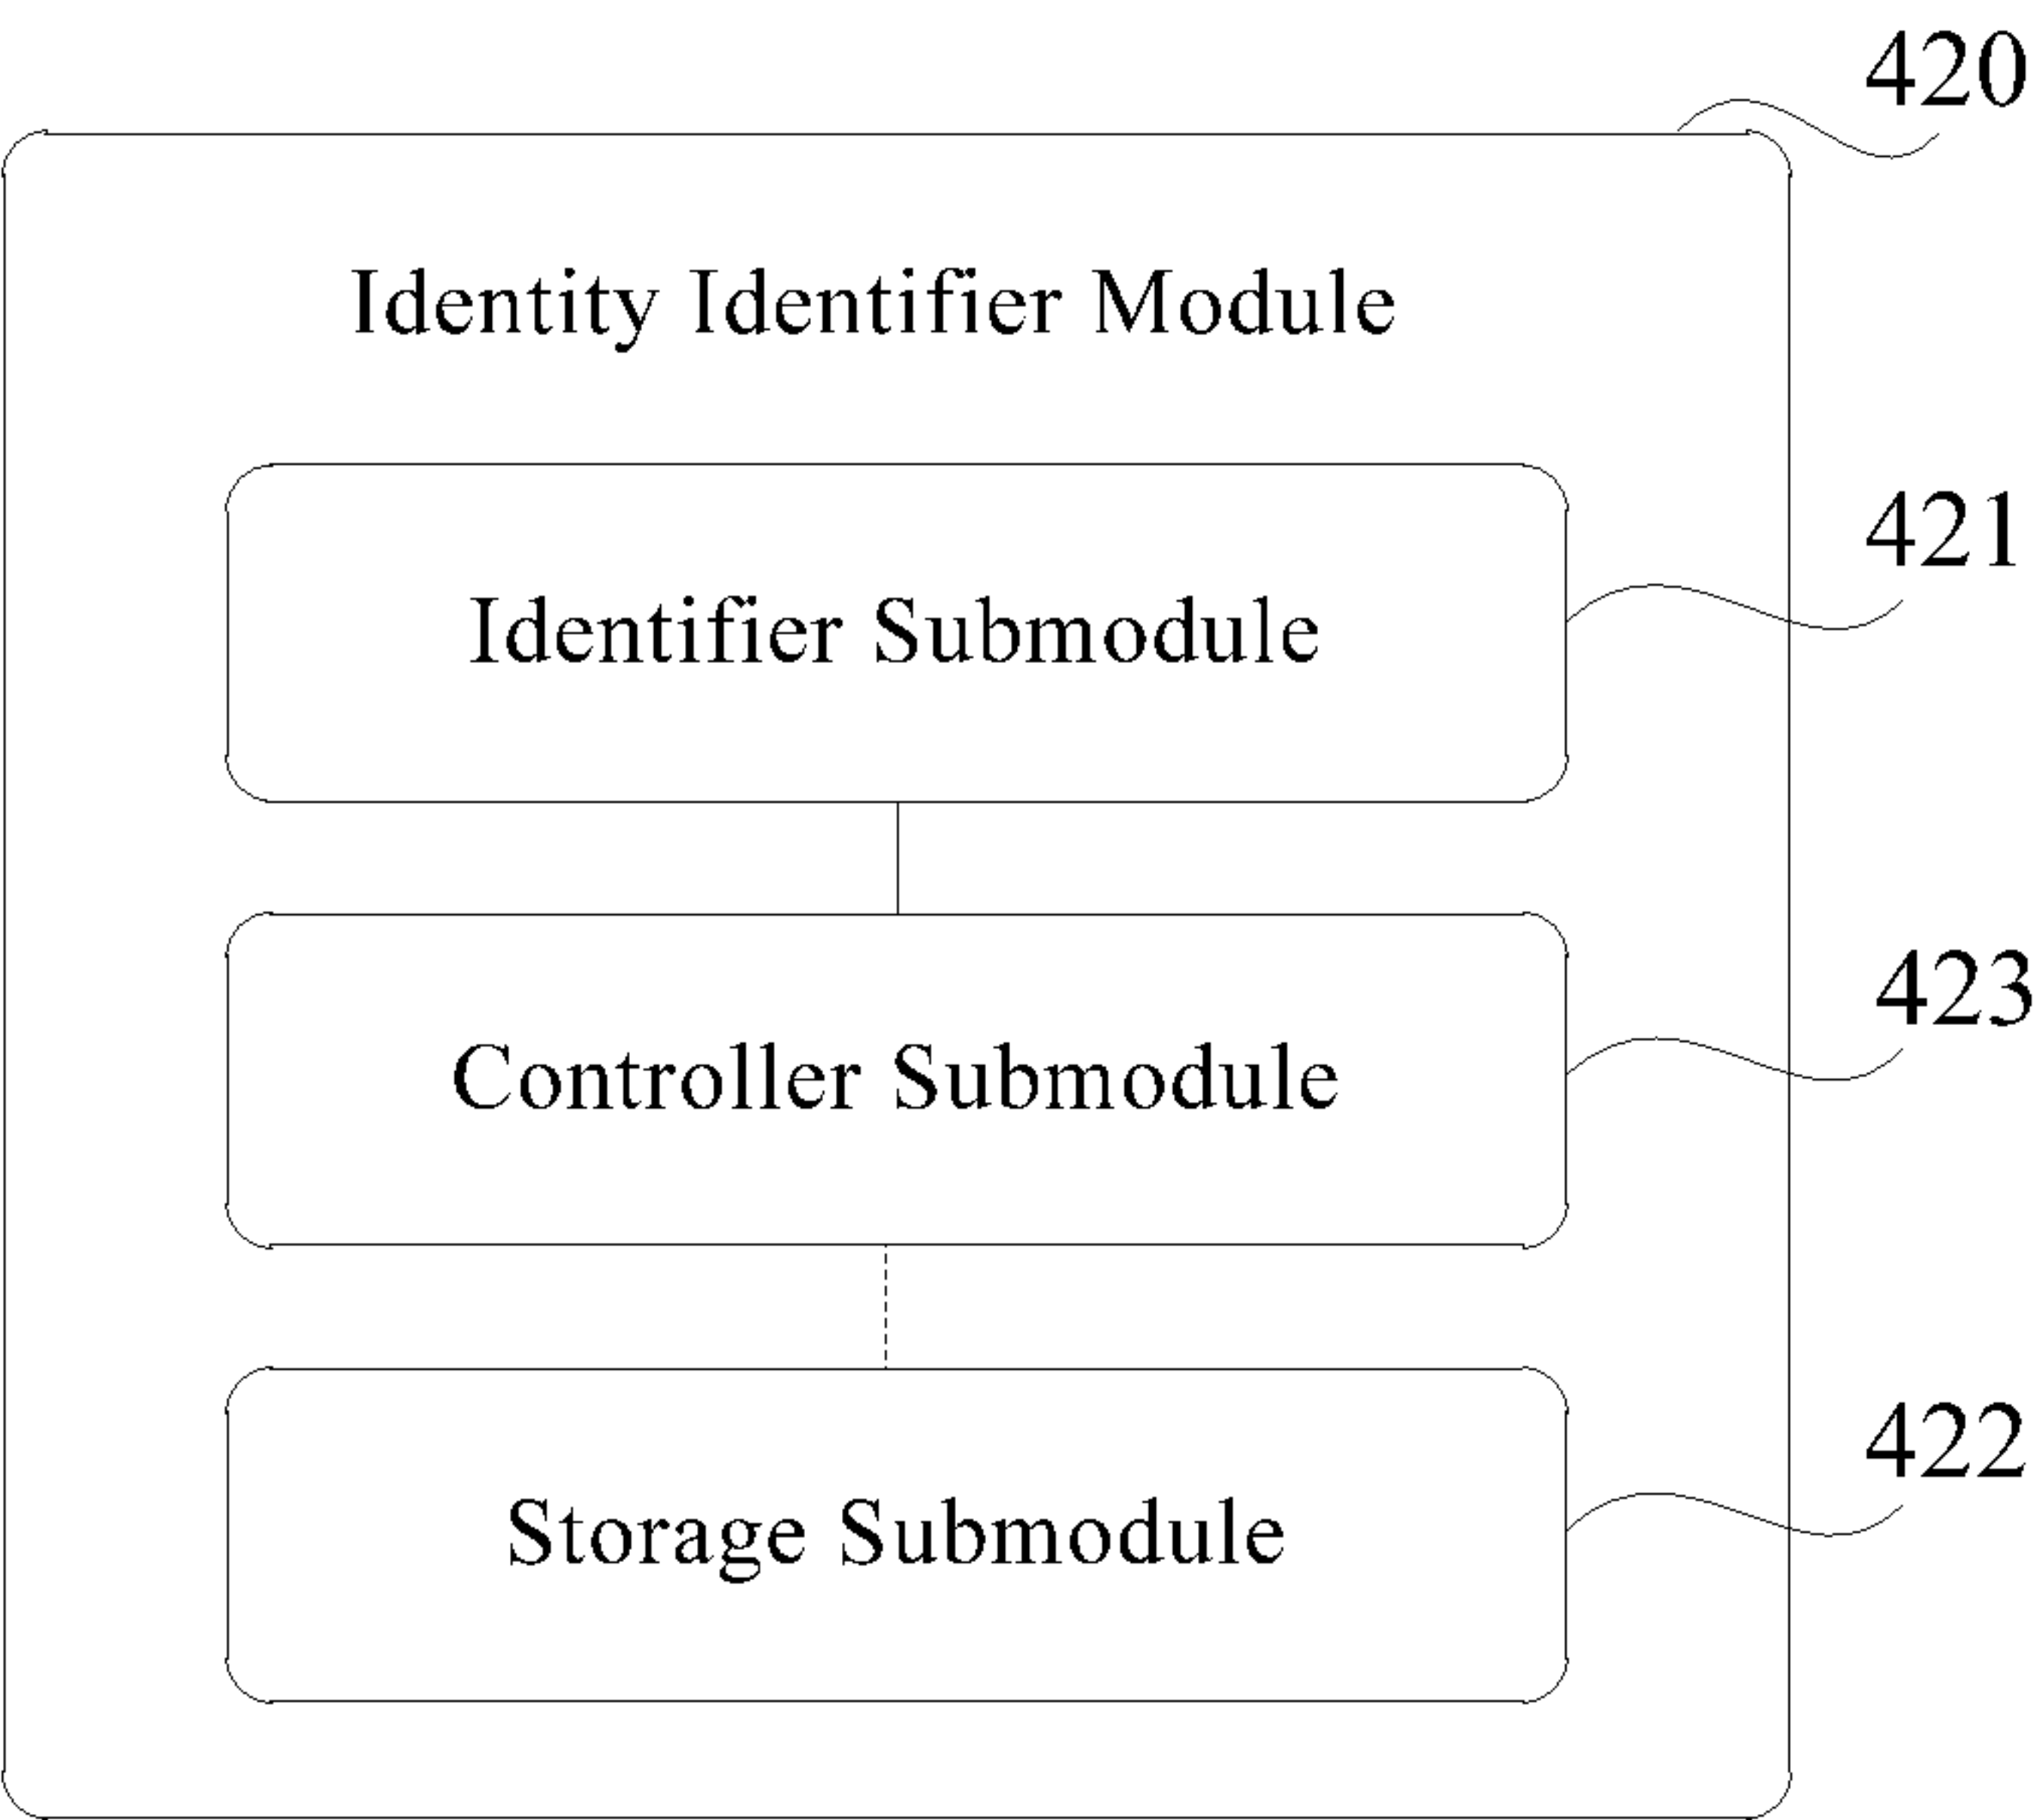 420
Identity Identifier Module
421
Identifier Submodule
423
Controller Submodule
422
Storage Submodule